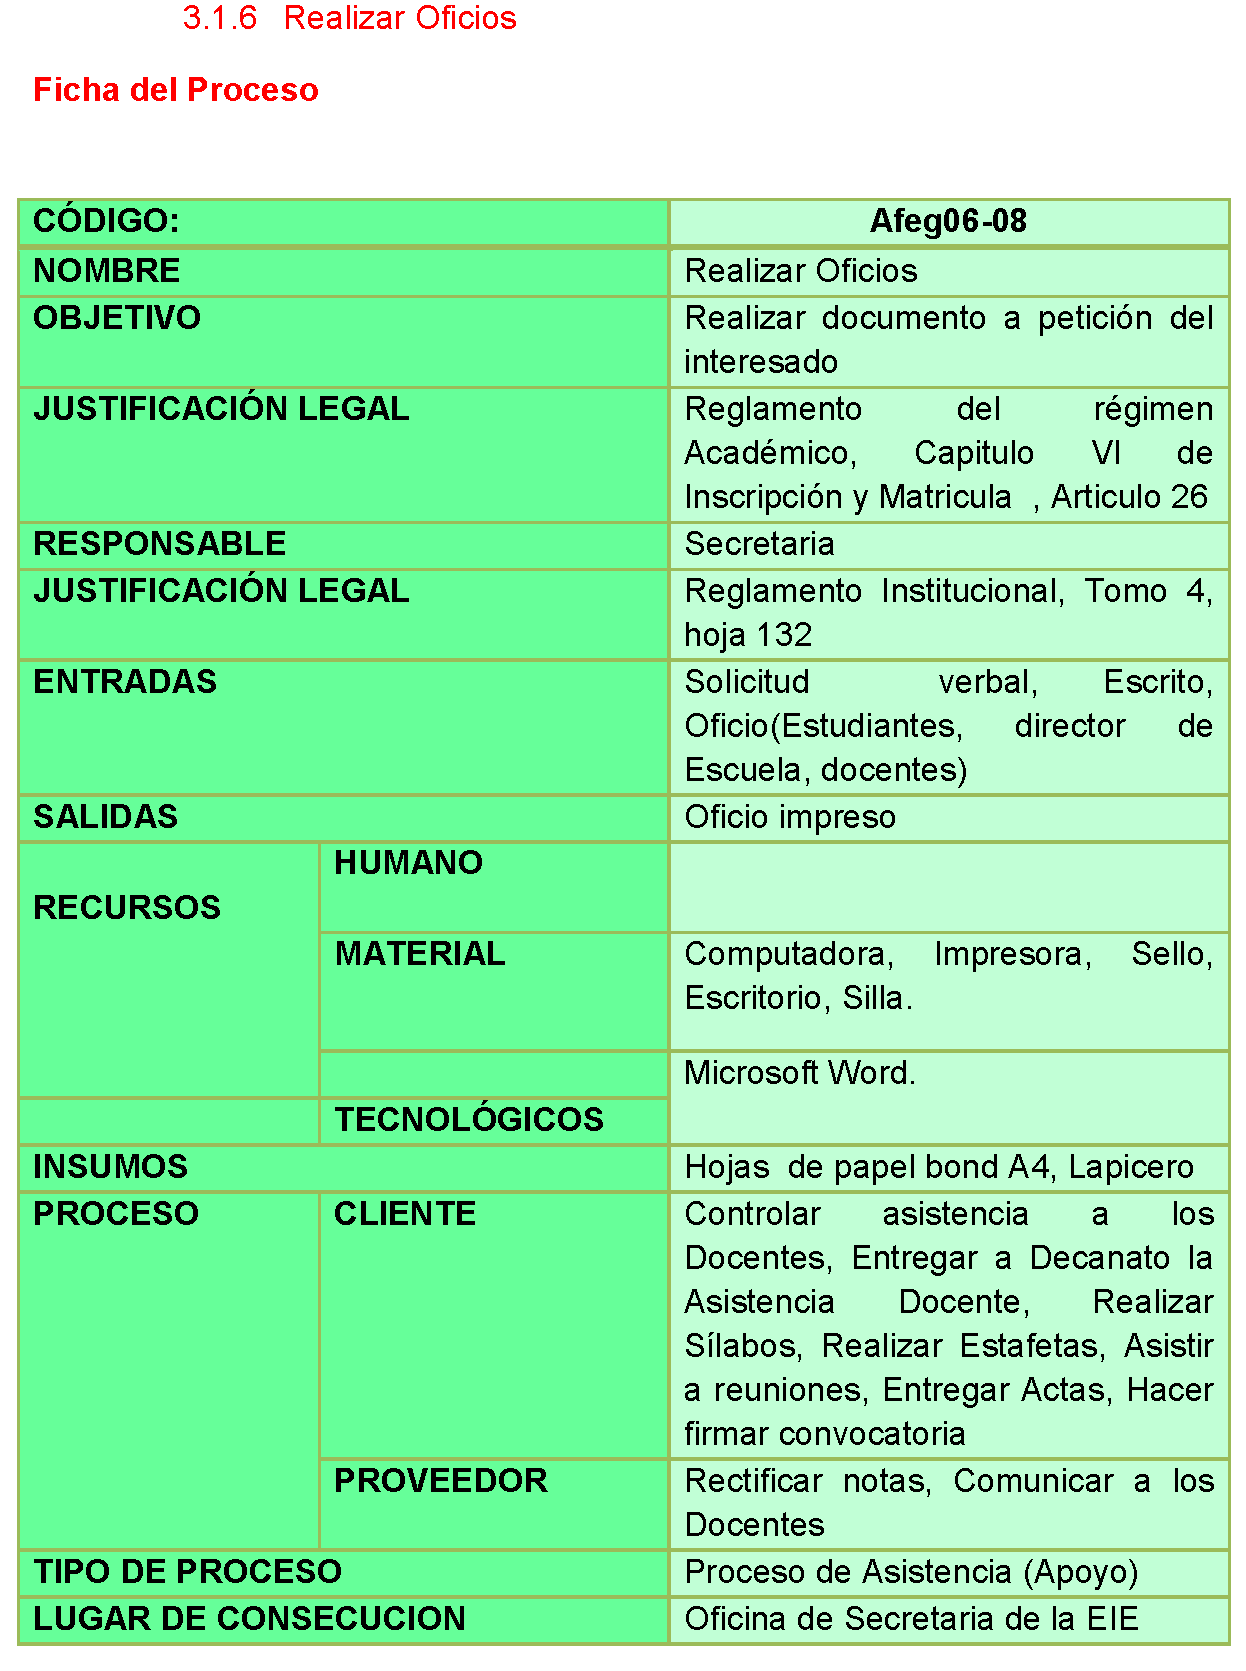 3.1.6 Realizar Oficios
Ficha del Proceso
CÓDIGO: Afeg06-08
NOMBRE Realizar Oficios
OBJETIVO Realizar documento a petición del
interesado
JUSTIFICACIÓN LEGAL Reglamento del régimen
Académico, Capitulo VI de
Inscripción y Matricula , Articulo 26
RESPONSABLE Secretaria
JUSTIFICACIÓN LEGAL Reglamento Institucional, Tomo 4,
hoja 132
ENTRADAS Solicitud verbal, Escrito,
Oficio(Estudiantes, director de
Escuela, docentes)
SALIDAS Oficio impreso
HUMANO
RECURSOS
MATERIAL Computadora, Impresora, Sello,
Escritorio, Silla.
Microsoft Word.
TECNOLÓGICOS
INSUMOS Hojas de papel bond A4, Lapicero
PROCESO CLIENTE Controlar asistencia a los
Docentes, Entregar a Decanato la
Asistencia Docente, Realizar
Sílabos, Realizar Estafetas, Asistir
a reuniones, Entregar Actas, Hacer
firmar convocatoria
PROVEEDOR Rectificar notas, Comunicar a los
Docentes
TIPO DE PROCESO Proceso de Asistencia (Apoyo)
LUGAR DE CONSECUCION Oficina de Secretaria de la EIE